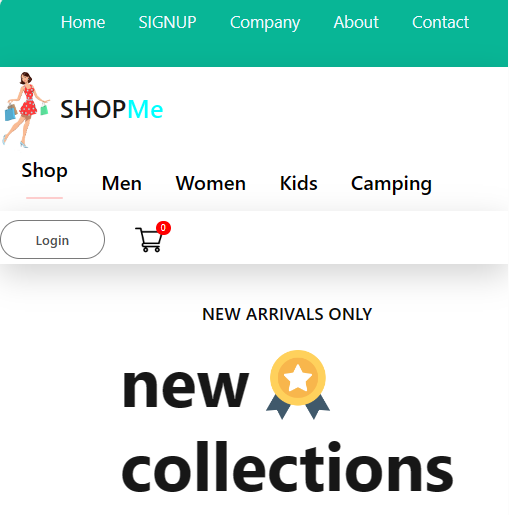 Home SIGNUP Company About Contact
SHOPMe
Shop Men Women Kids Camping
Login 0
NEW ARRIVALS ONLY
new
collections